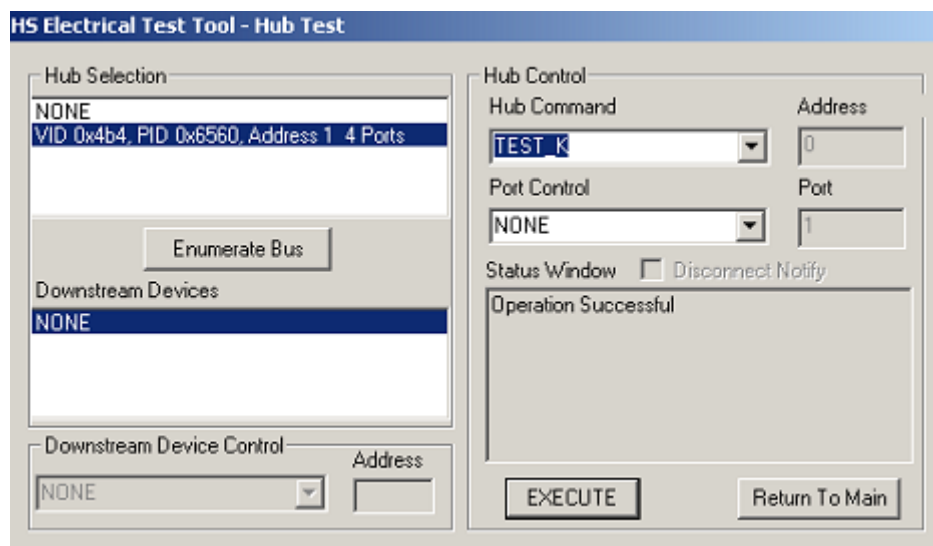 HS Electrical Test Tool - Hub Test
Hub Selection
NONE
VID 0x4b4, PID 0x6560, Address 1 4 Ports
Enumerate Bus
Downstream Devices
NONE
Downstream Device Control
Address
NONE
Hub Control
Hub Command
Address
TEST_K
0
Port Control
Port
NONE
1
Status Window
Disconnect Notify
Operation Successful
EXECUTE
Return To Main